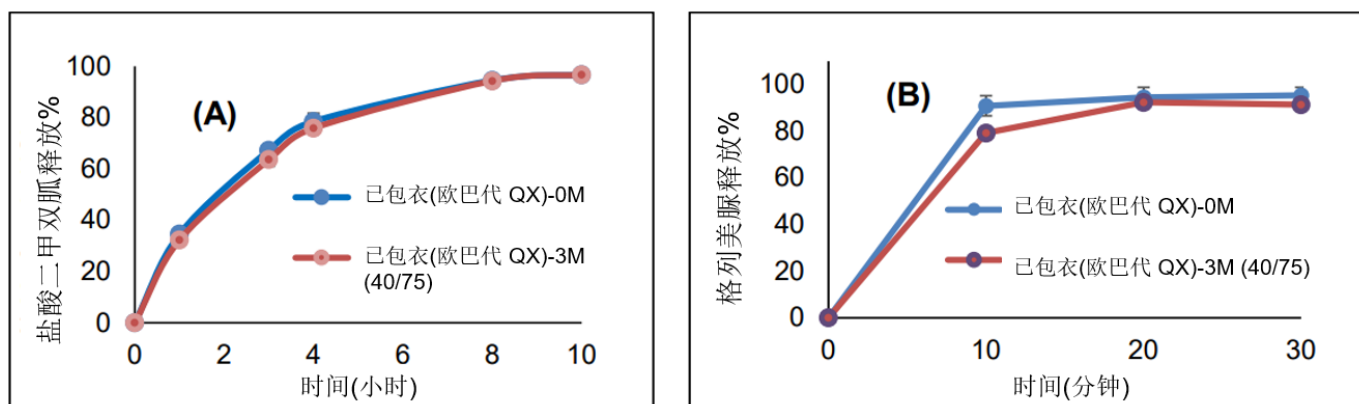 (A)
盐酸二甲双胍释放%
100
80
60
40
20
0
0 2 4 6 8 10
时间(小时)
已包衣(欧巴代 QX)-0M
已包衣(欧巴代 QX)-3M
(40/75)
(B)
格列美脲释放%
100
80
60
40
20
0
0 10 20 30
时间(分钟)
已包衣(欧巴代 QX)-0M
已包衣(欧巴代 QX)-3M (40/75)